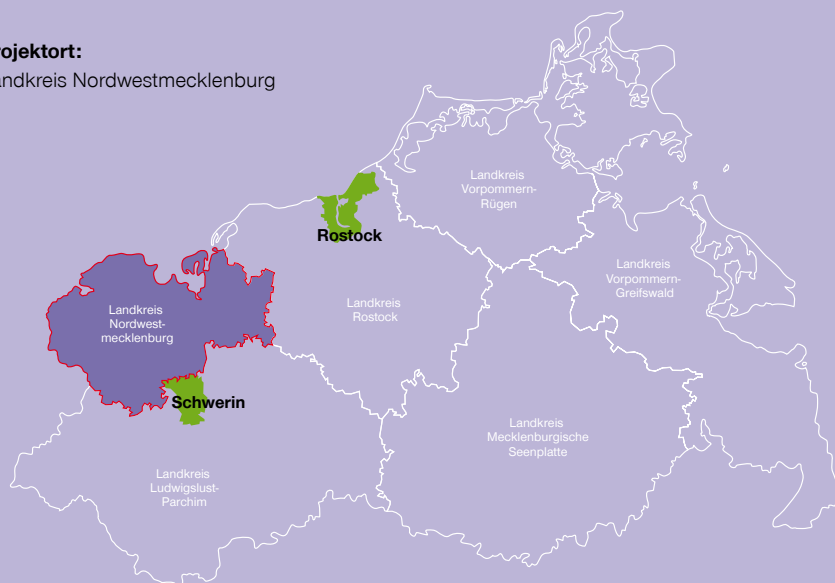 rojektort:
andkreis Nordwestmecklenburg
Landkreis
Vorpommern-
Rügen
Rostock
Landkreis
Vorpommern-
Greifswald
Landkreis
Nordwest-
mecklenburg
Landkreis
Rostock
Schwerin
Landkreis
Mecklenburgische
Seenplatte
Landkreis
Ludwigslust-
Parchim